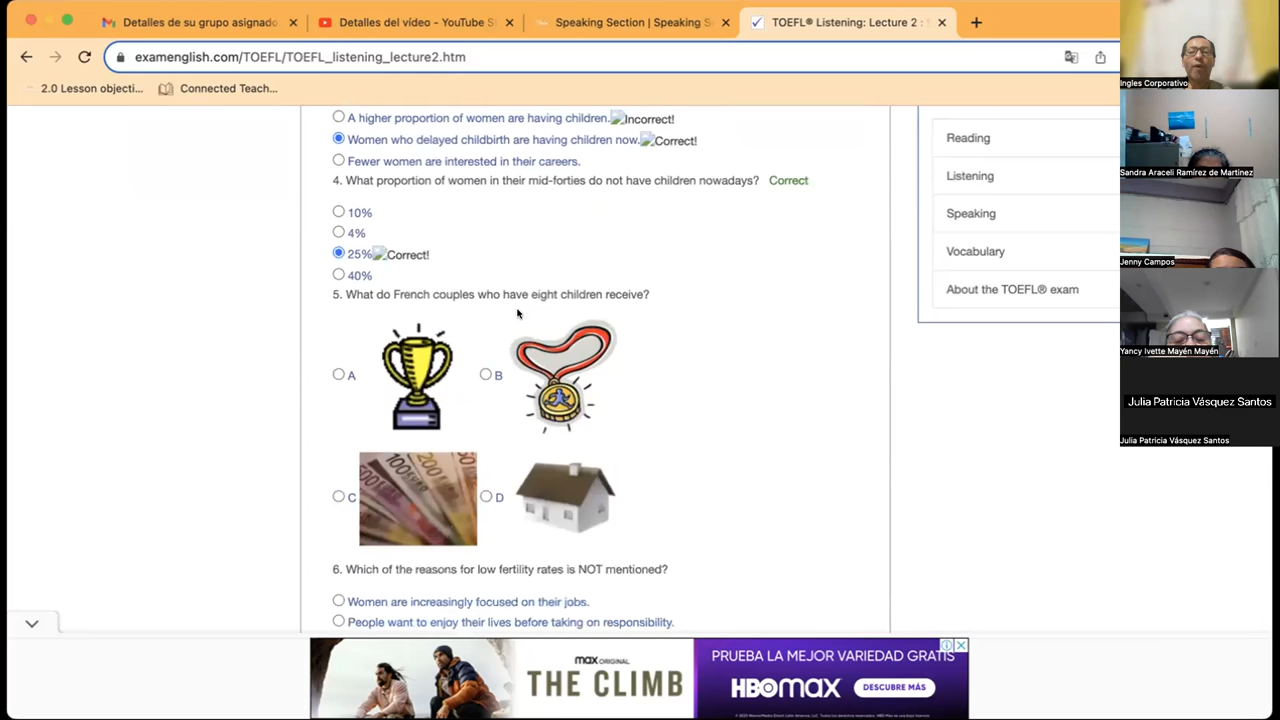 Detalles de su grupo asignado
Detalles del vídeo - YouTube S
Speaking Section | Speaking S
TOEFL® Listening: Lecture 2 :
examenglish.com/TOEFL/TOEFL_listening_lecture2.htm
2.0 Lesson objecti...
Connected Teach...
A higher proportion of women are having children. Incorrect!
Women who delayed childbirth are having children now. Correct!
Fewer women are interested in their careers.
4. What proportion of women in their mid-forties do not have children nowadays? Correct
10%
4%
25% Correct!
40%
5. What do French couples who have eight children receive?
A
B
100 EURO
200
C
D
6. Which of the reasons for low fertility rates is NOT mentioned?
Women are increasingly focused on their jobs.
People want to enjoy their lives before taking on responsibility.
Reading
Listening
Speaking
Vocabulary
About the TOEFL® exam
max ORIGINAL
THE CLIMB
PRUEBA LA MEJOR VARIEDAD GRATIS
HBOMAX
DESCUBRE MÁS
Ingles Corporativo
Sandra Araceli Ramírez de Martinez
Jenny Campos
Yancy Ivette Mayén Mayén
Julia Patricia Vásquez Santos
Julia Patricia Vásquez Santos